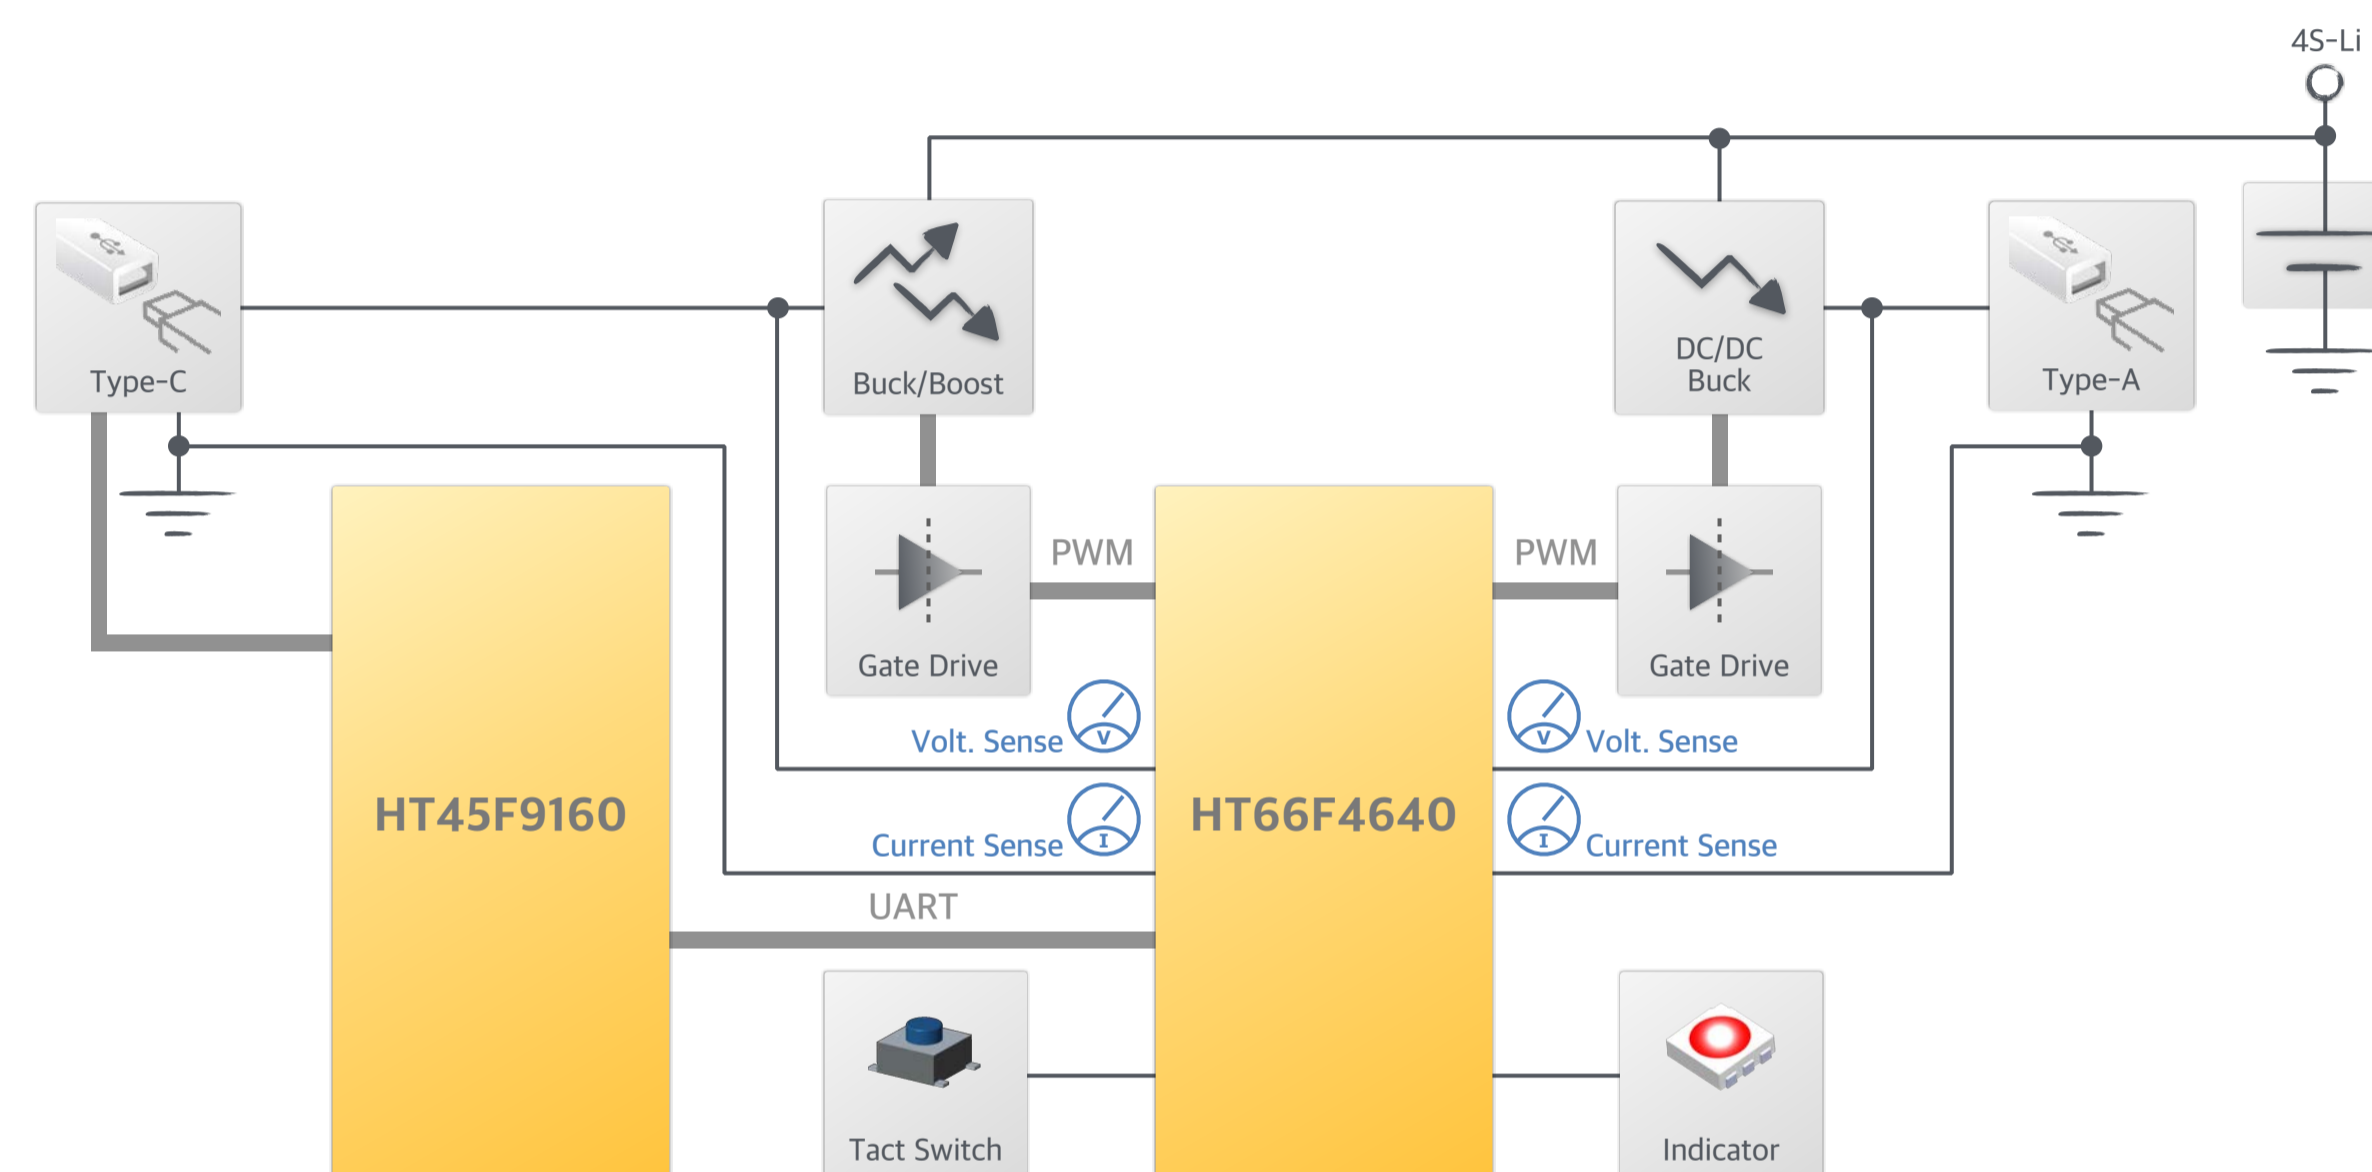 4S-Li
Type-C
Buck/Boost
DC/DC
Buck
Type-A
PWM
PWM
Gate Drive
Gate Drive
V
V
Volt. Sense
Volt. Sense
HT45F9160
HT66F4640
I
I
Current Sense
Current Sense
UART
Tact Switch
Indicator